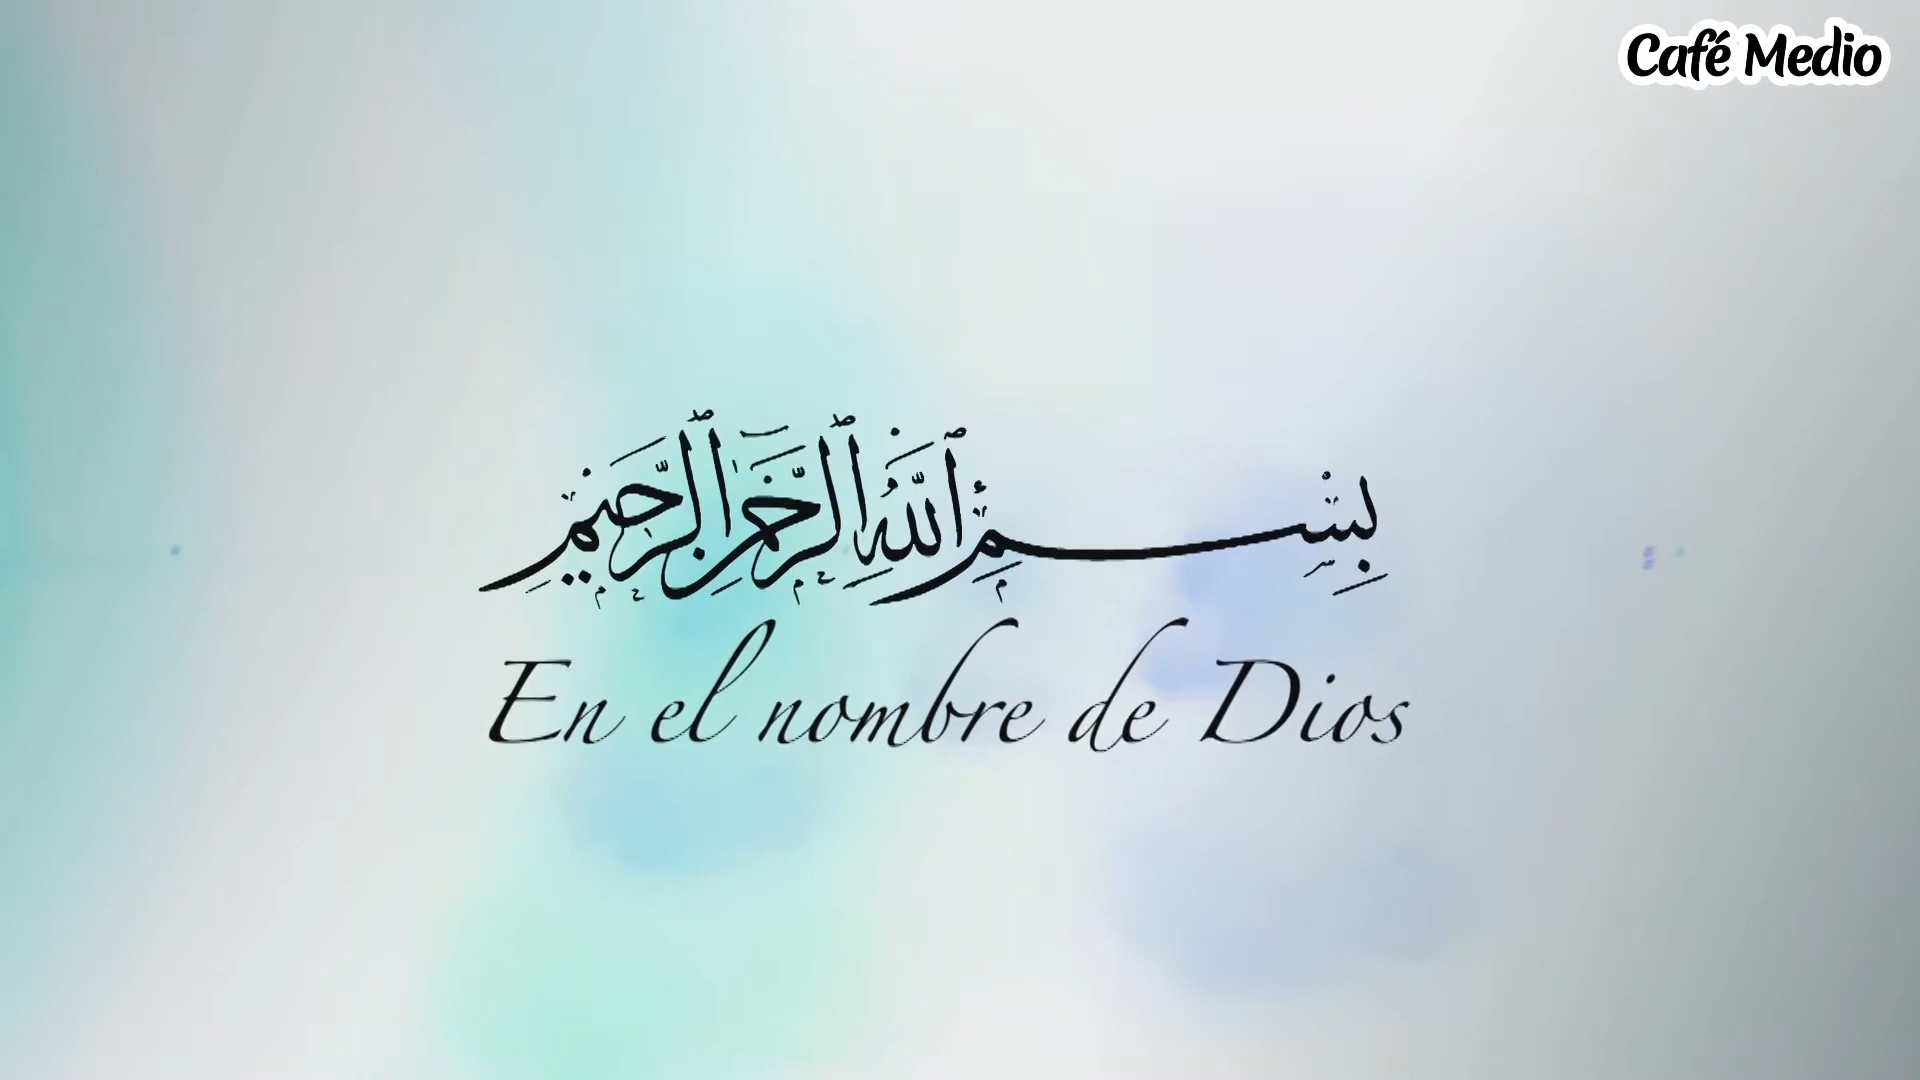 Café Medio
بِسْمِ ٱللَّهِ ٱلرَّحْمَٰنِ ٱلرَّحِيمِ
En el nombre de Dios